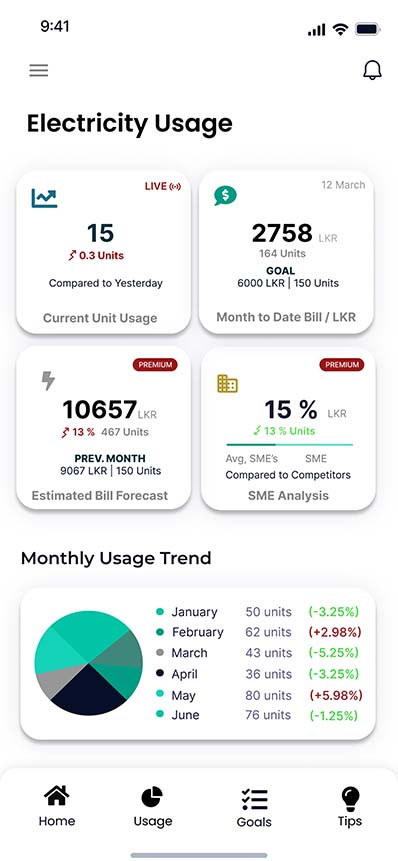 9:41
Electricity Usage
LIVE
15
0.3 Units
Compared to Yesterday
Current Unit Usage
12 March
2758 LKR
164 Units
GOAL
6000 LKR | 150 Units
Month to Date Bill / LKR
PREMIUM
10657 LKR
13 % 467 Units
PREV. MONTH
9067 LKR | 150 Units
Estimated Bill Forecast
PREMIUM
15 % LKR
13 % Units
Avg, SME's SME
Compared to Competitors
SME Analysis
Monthly Usage Trend
January 50 units (-3.25%)
February 62 units (+2.98%)
March 43 units (-5.25%)
April 36 units (-3.25%)
May 80 units (+5.98%)
June 76 units (-1.25%)
Home Usage Goals Tips